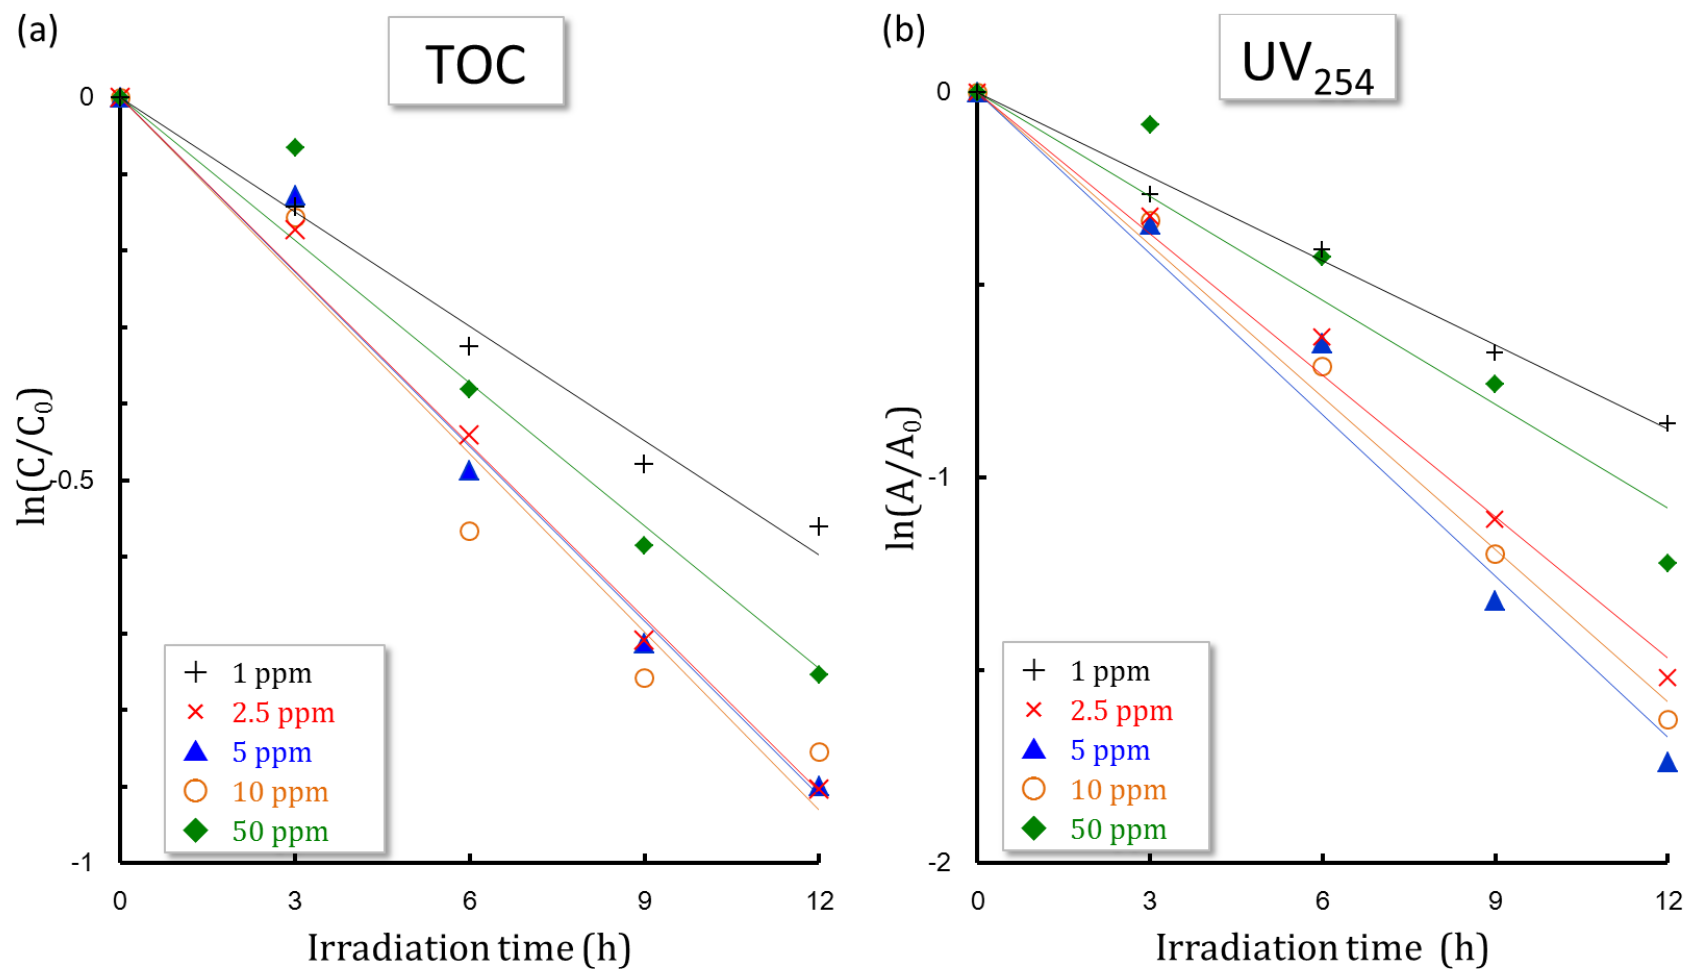 (a)
TOC
0
-0.5
-1
ln(C/C0)
1 ppm
2.5 ppm
5 ppm
10 ppm
50 ppm
0 3 6 9 12
Irradiation time (h)
(b)
UV254
0
-1
-2
ln(A/A0)
1 ppm
2.5 ppm
5 ppm
10 ppm
50 ppm
0 3 6 9 12
Irradiation time (h)